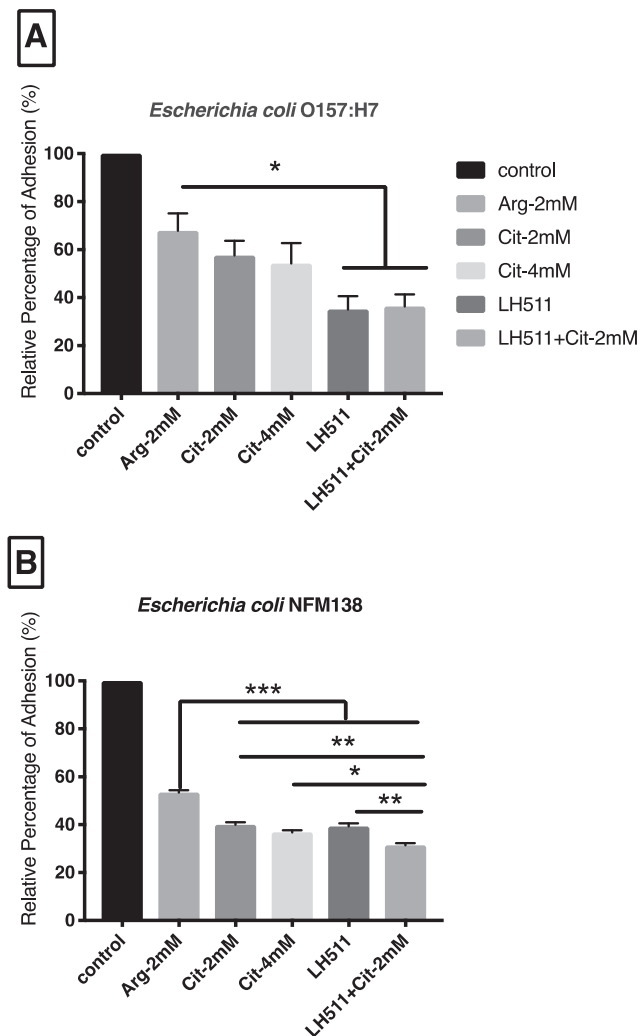 A
Escherichia coli O157:H7
Relative Percentage of Adhesion (%)
100
80
60
40
20
0
*
control
Arg-2mM
Cit-2mM
Cit-4mM
LH511
LH511+Cit-2mM
control
Arg-2mM
Cit-2mM
Cit-4mM
LH511
LH511+Cit-2mM
B
Escherichia coli NFM138
Relative Percentage of Adhesion (%)
100
80
60
40
20
0
***
**
*
**
control
Arg-2mM
Cit-2mM
Cit-4mM
LH511
LH511+Cit-2mM